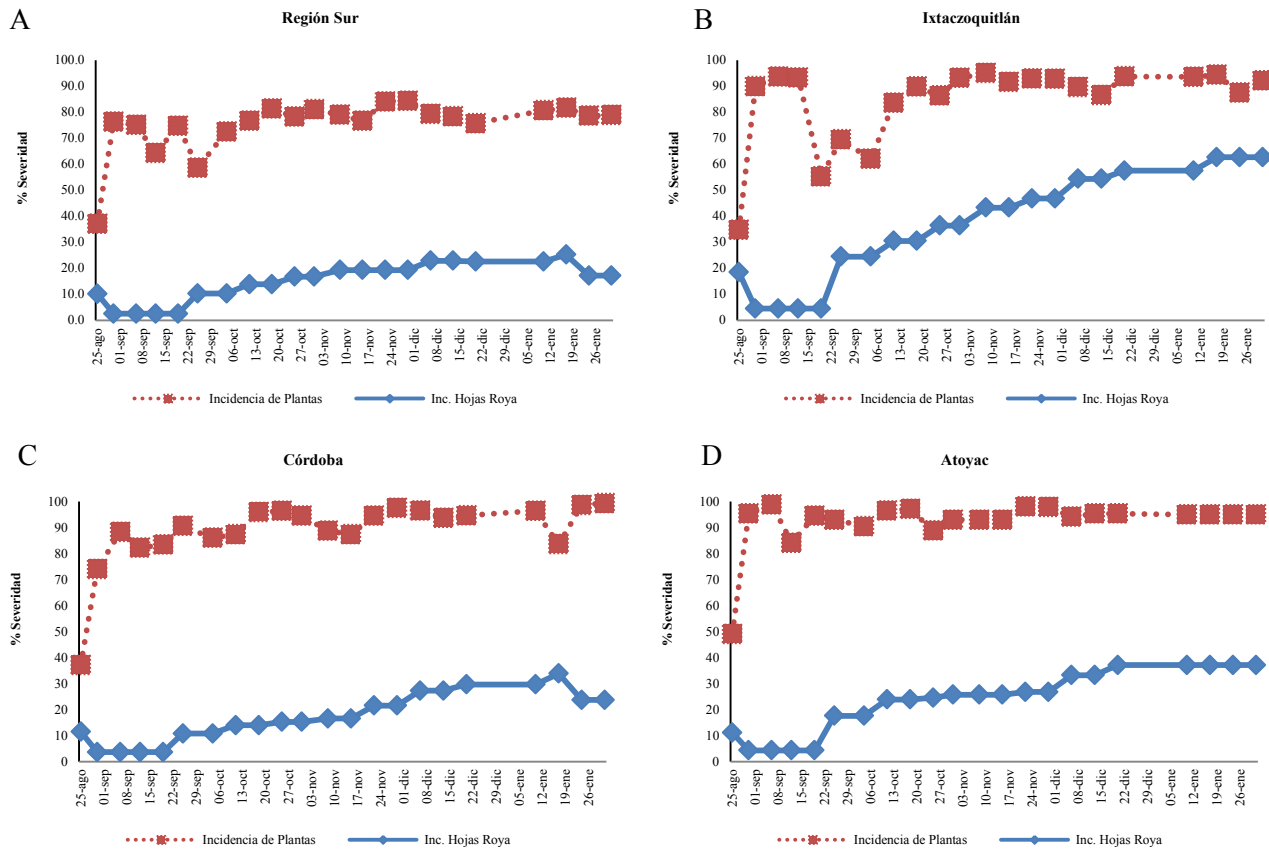 A
Región Sur
% Severidad
100.0
90.0
80.0
70.0
60.0
50.0
40.0
30.0
20.0
10.0
0.0
25-ago
01-sep
08-sep
15-sep
22-sep
29-sep
06-oct
13-oct
20-oct
27-oct
03-nov
10-nov
17-nov
24-nov
01-dic
08-dic
15-dic
22-dic
29-dic
05-ene
12-ene
19-ene
26-ene
Incidencia de Plantas
Inc. Hojas Roya
B
Ixtaczoquitlán
% Severidad
100
90
80
70
60
50
40
30
20
10
0
25-ago
01-sep
08-sep
15-sep
22-sep
29-sep
06-oct
13-oct
20-oct
27-oct
03-nov
10-nov
17-nov
24-nov
01-dic
08-dic
15-dic
22-dic
29-dic
05-ene
12-ene
19-ene
26-ene
Incidencia de Plantas
Inc. Hojas Roya
C
Córdoba
% Severidad
100
90
80
70
60
50
40
30
20
10
0
25-ago
01-sep
08-sep
15-sep
22-sep
29-sep
06-oct
13-oct
20-oct
27-oct
03-nov
10-nov
17-nov
24-nov
01-dic
08-dic
15-dic
22-dic
29-dic
05-ene
12-ene
19-ene
26-ene
Incidencia de Plantas
Inc. Hojas Roya
D
Atoyac
% Severidad
100
90
80
70
60
50
40
30
20
10
0
25-ago
01-sep
08-sep
15-sep
22-sep
29-sep
06-oct
13-oct
20-oct
27-oct
03-nov
10-nov
17-nov
24-nov
01-dic
08-dic
15-dic
22-dic
29-dic
05-ene
12-ene
19-ene
26-ene
Incidencia de Plantas
Inc. Hojas Roya